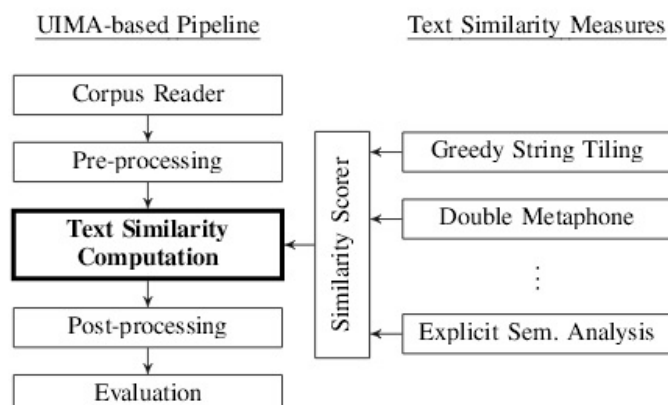 UIMA-based Pipeline
Text Similarity Measures
Corpus Reader
Pre-processing
Text Similarity
Computation
Post-processing
Evaluation
Similarity Scorer
Greedy String Tiling
Double Metaphone
⋮
Explicit Sem. Analysis